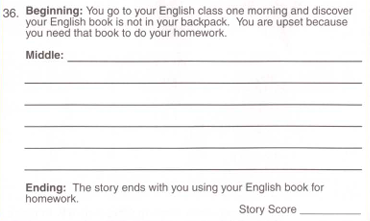 36. Beginning: You go to your English class one morning and discover
your English book is not in your backpack. You are upset because
you need that book to do your homework.
Middle:
Ending: The story ends with you using your English book for
homework.
Story Score